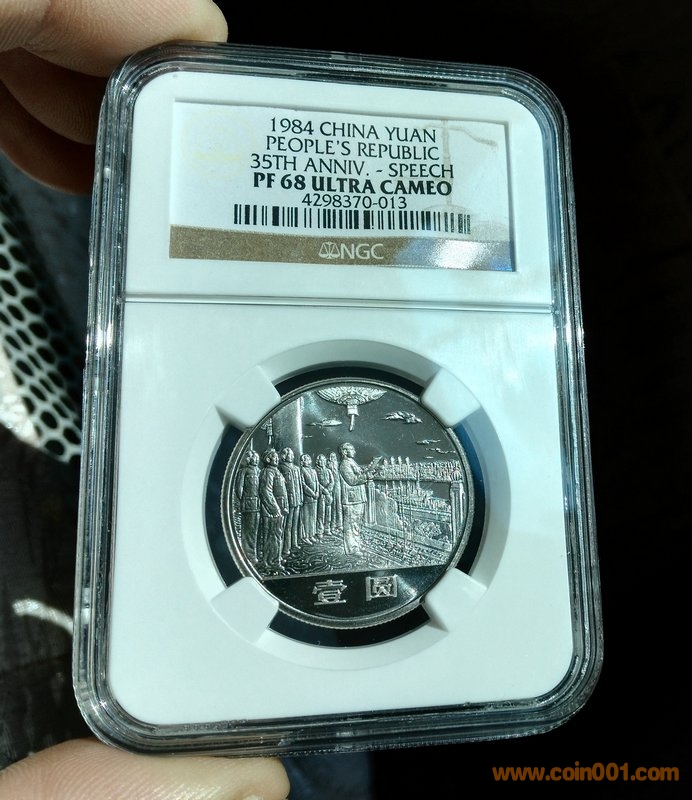 1984 CHINA YUAN
PEOPLE'S REPUBLIC
35TH ANNIV. - SPEECH
PF 68 ULTRA CAMEO
4298370-013
NGC
壹圆
www.coin001.com